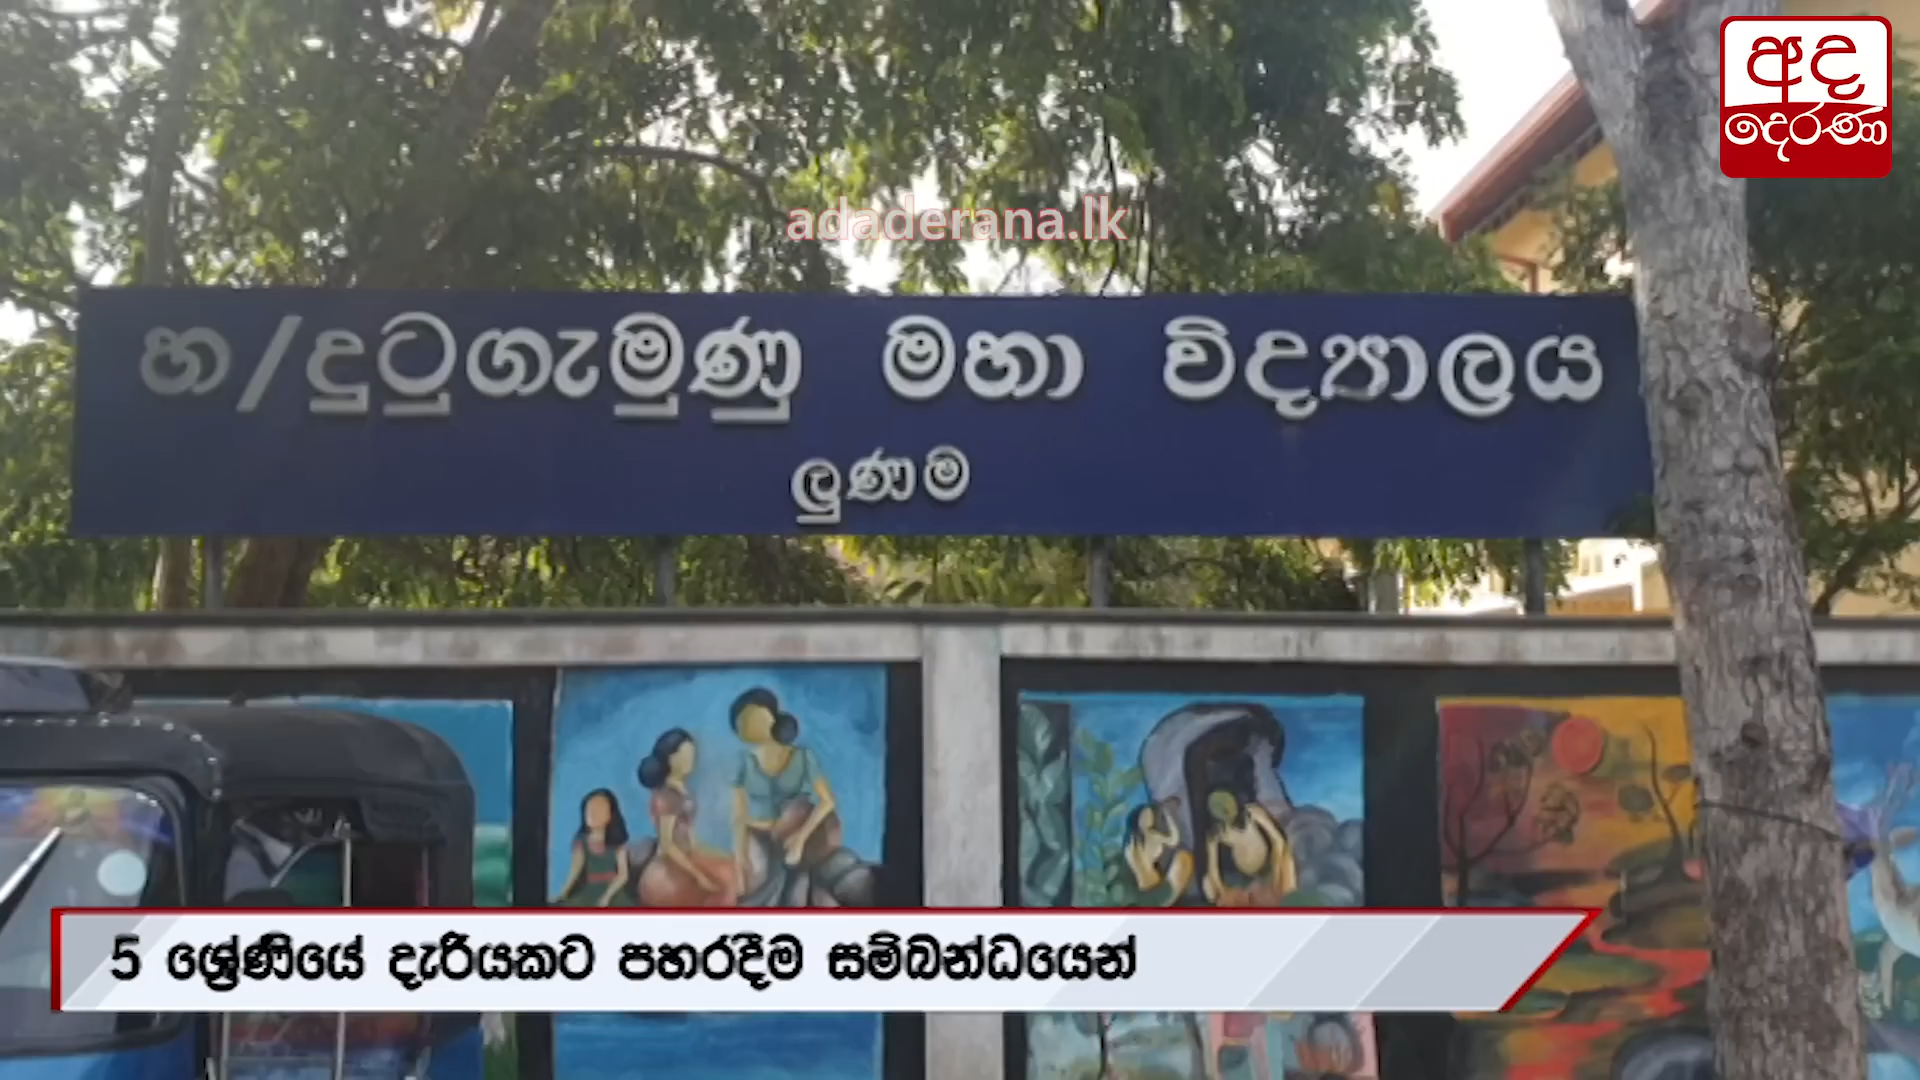 අද
දෙරණ
adaderana.lk
හ/දුටුගැමුණු මහා විද්‍යාලය
ලුණම
5 ශ්‍රේණියේ දැරියකට පහරදීම සම්බන්ධයෙන්